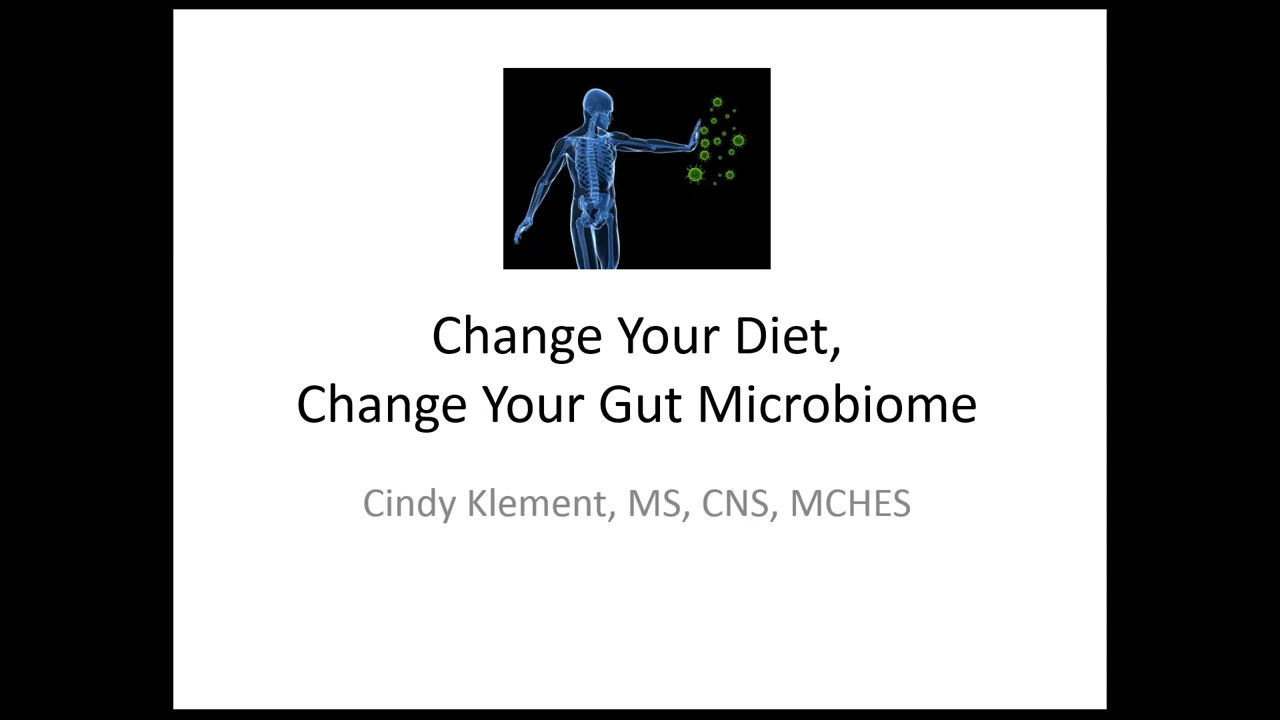 Change Your Diet,
Change Your Gut Microbiome
Cindy Klement, MS, CNS, MCHES